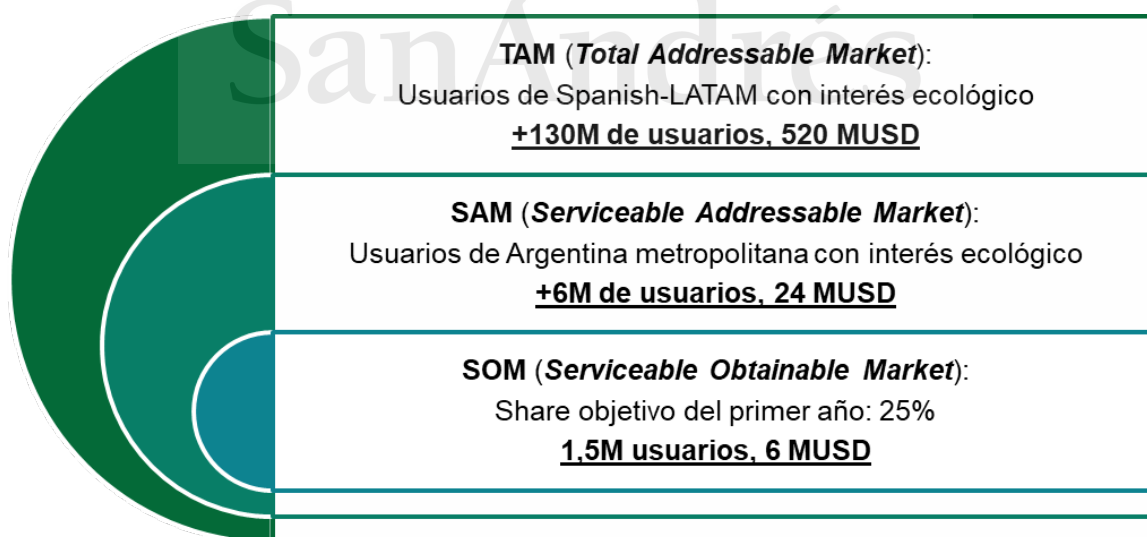 SanAndrés
TAM (Total Addressable Market):
Usuarios de Spanish-LATAM con interés ecológico
+130M de usuarios, 520 MUSD
SAM (Serviceable Addressable Market):
Usuarios de Argentina metropolitana con interés ecológico
+6M de usuarios, 24 MUSD
SOM (Serviceable Obtainable Market):
Share objetivo del primer año: 25%
1,5M usuarios, 6 MUSD